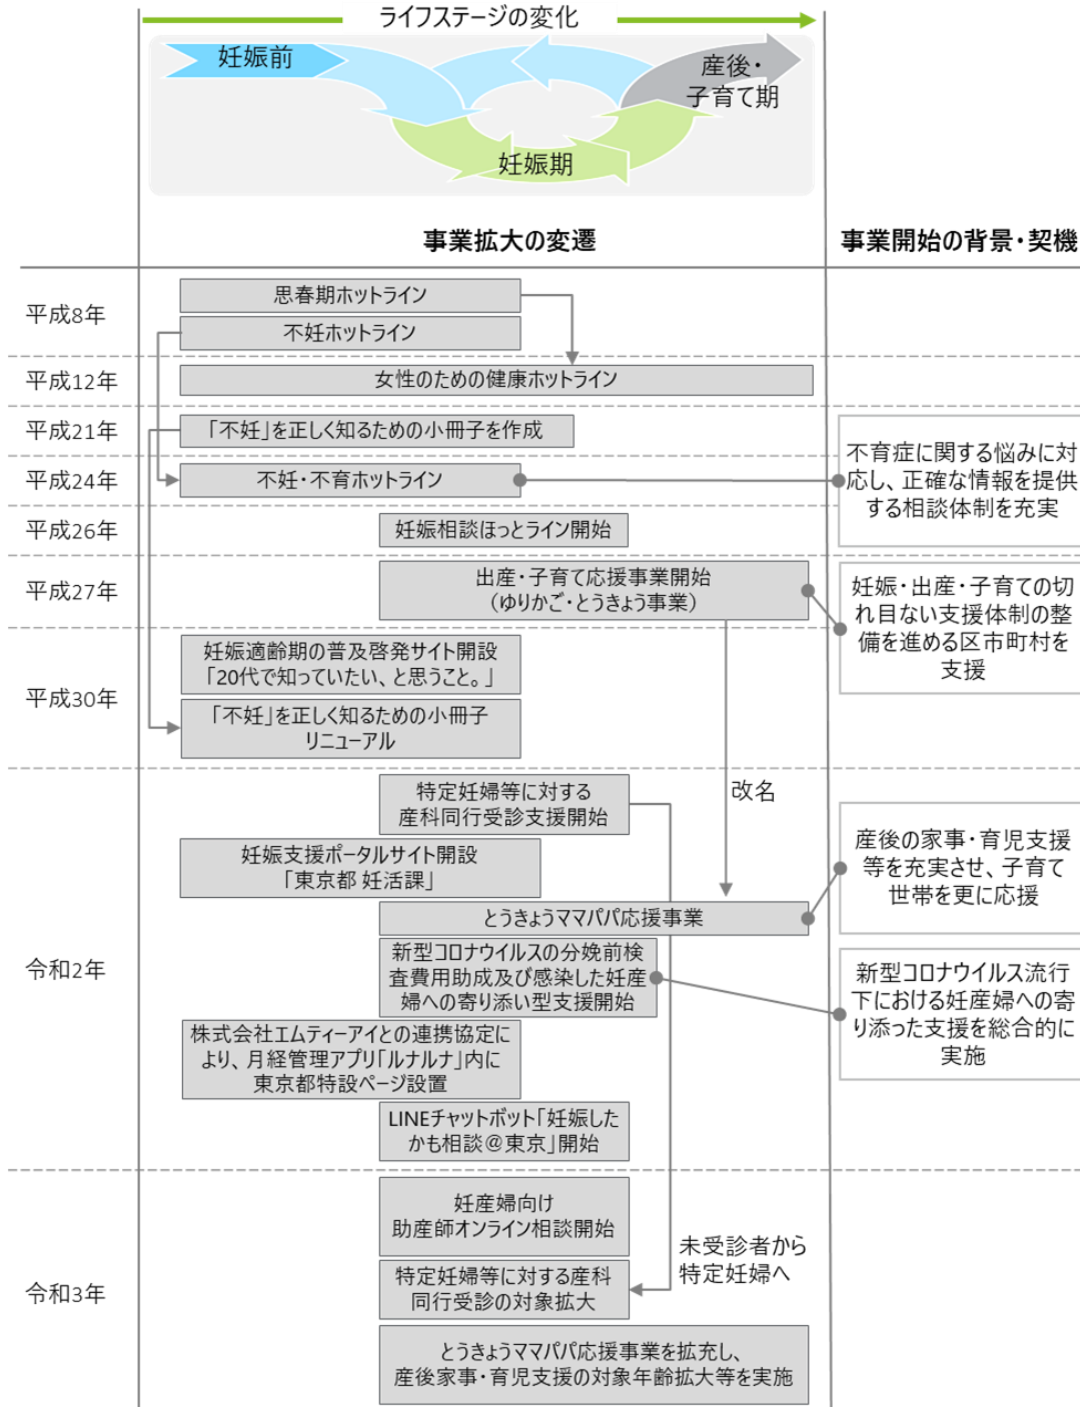 ライフステージの変化
妊娠前
産後・
子育て期
妊娠期
事業拡大の変遷
事業開始の背景・契機
平成8年
思春期ホットライン
不妊ホットライン
平成12年
女性のための健康ホットライン
平成21年
「不妊」を正しく知るための小冊子を作成
平成24年
不妊・不育ホットライン
不育症に関する悩みに対
応し、正確な情報を提供
する相談体制を充実
平成26年
妊娠相談ほっとライン開始
平成27年
出産・子育て応援事業開始
（ゆりかご・とうきょう事業）
妊娠・出産・子育ての切
れ目ない支援体制の整
備を進める区市町村を
支援
平成30年
妊娠適齢期の普及啓発サイト開設
「20代で知っていたい、と思うこと。」
「不妊」を正しく知るための小冊子
リニューアル
令和2年
特定妊婦等に対する
産科同行受診支援開始
改名
妊娠支援ポータルサイト開設
「東京都 妊活課」
とうきょうママパパ応援事業
産後の家事・育児支援
等を充実させ、子育て
世帯を更に応援
新型コロナウイルスの分娩前検
査費用助成及び感染した妊産
婦への寄り添い型支援開始
新型コロナウイルス流行
下における妊産婦への寄
り添った支援を総合的に
実施
株式会社エムティーアイとの連携協定に
より、月経管理アプリ「ルナルナ」内に
東京都特設ページ設置
LINEチャットボット「妊娠した
かも相談＠東京」開始
令和3年
妊産婦向け
助産師オンライン相談開始
未受診者から
特定妊婦へ
特定妊婦等に対する産科
同行受診の対象拡大
とうきょうママパパ応援事業を拡充し、
産後家事・育児支援の対象年齢拡大等を実施